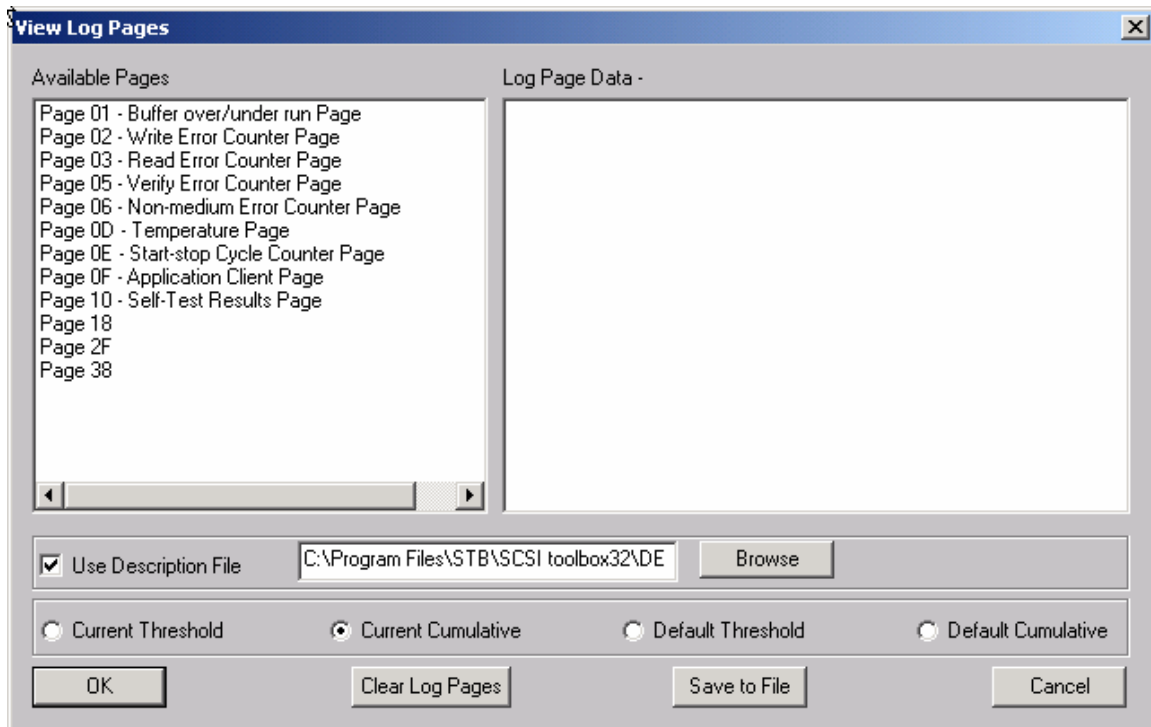 View Log Pages
Available Pages
Log Page Data -
Page 01 - Buffer over/under run Page
Page 02 - Write Error Counter Page
Page 03 - Read Error Counter Page
Page 05 - Verify Error Counter Page
Page 06 - Non-medium Error Counter Page
Page 0D - Temperature Page
Page 0E - Start-stop Cycle Counter Page
Page 0F - Application Client Page
Page 10 - Self-Test Results Page
Page 18
Page 2F
Page 38
Use Description File
C:\Program Files\STB\SCSI toolbox32\DE
Browse
Current Threshold
Current Cumulative
Default Threshold
Default Cumulative
OK
Clear Log Pages
Save to File
Cancel